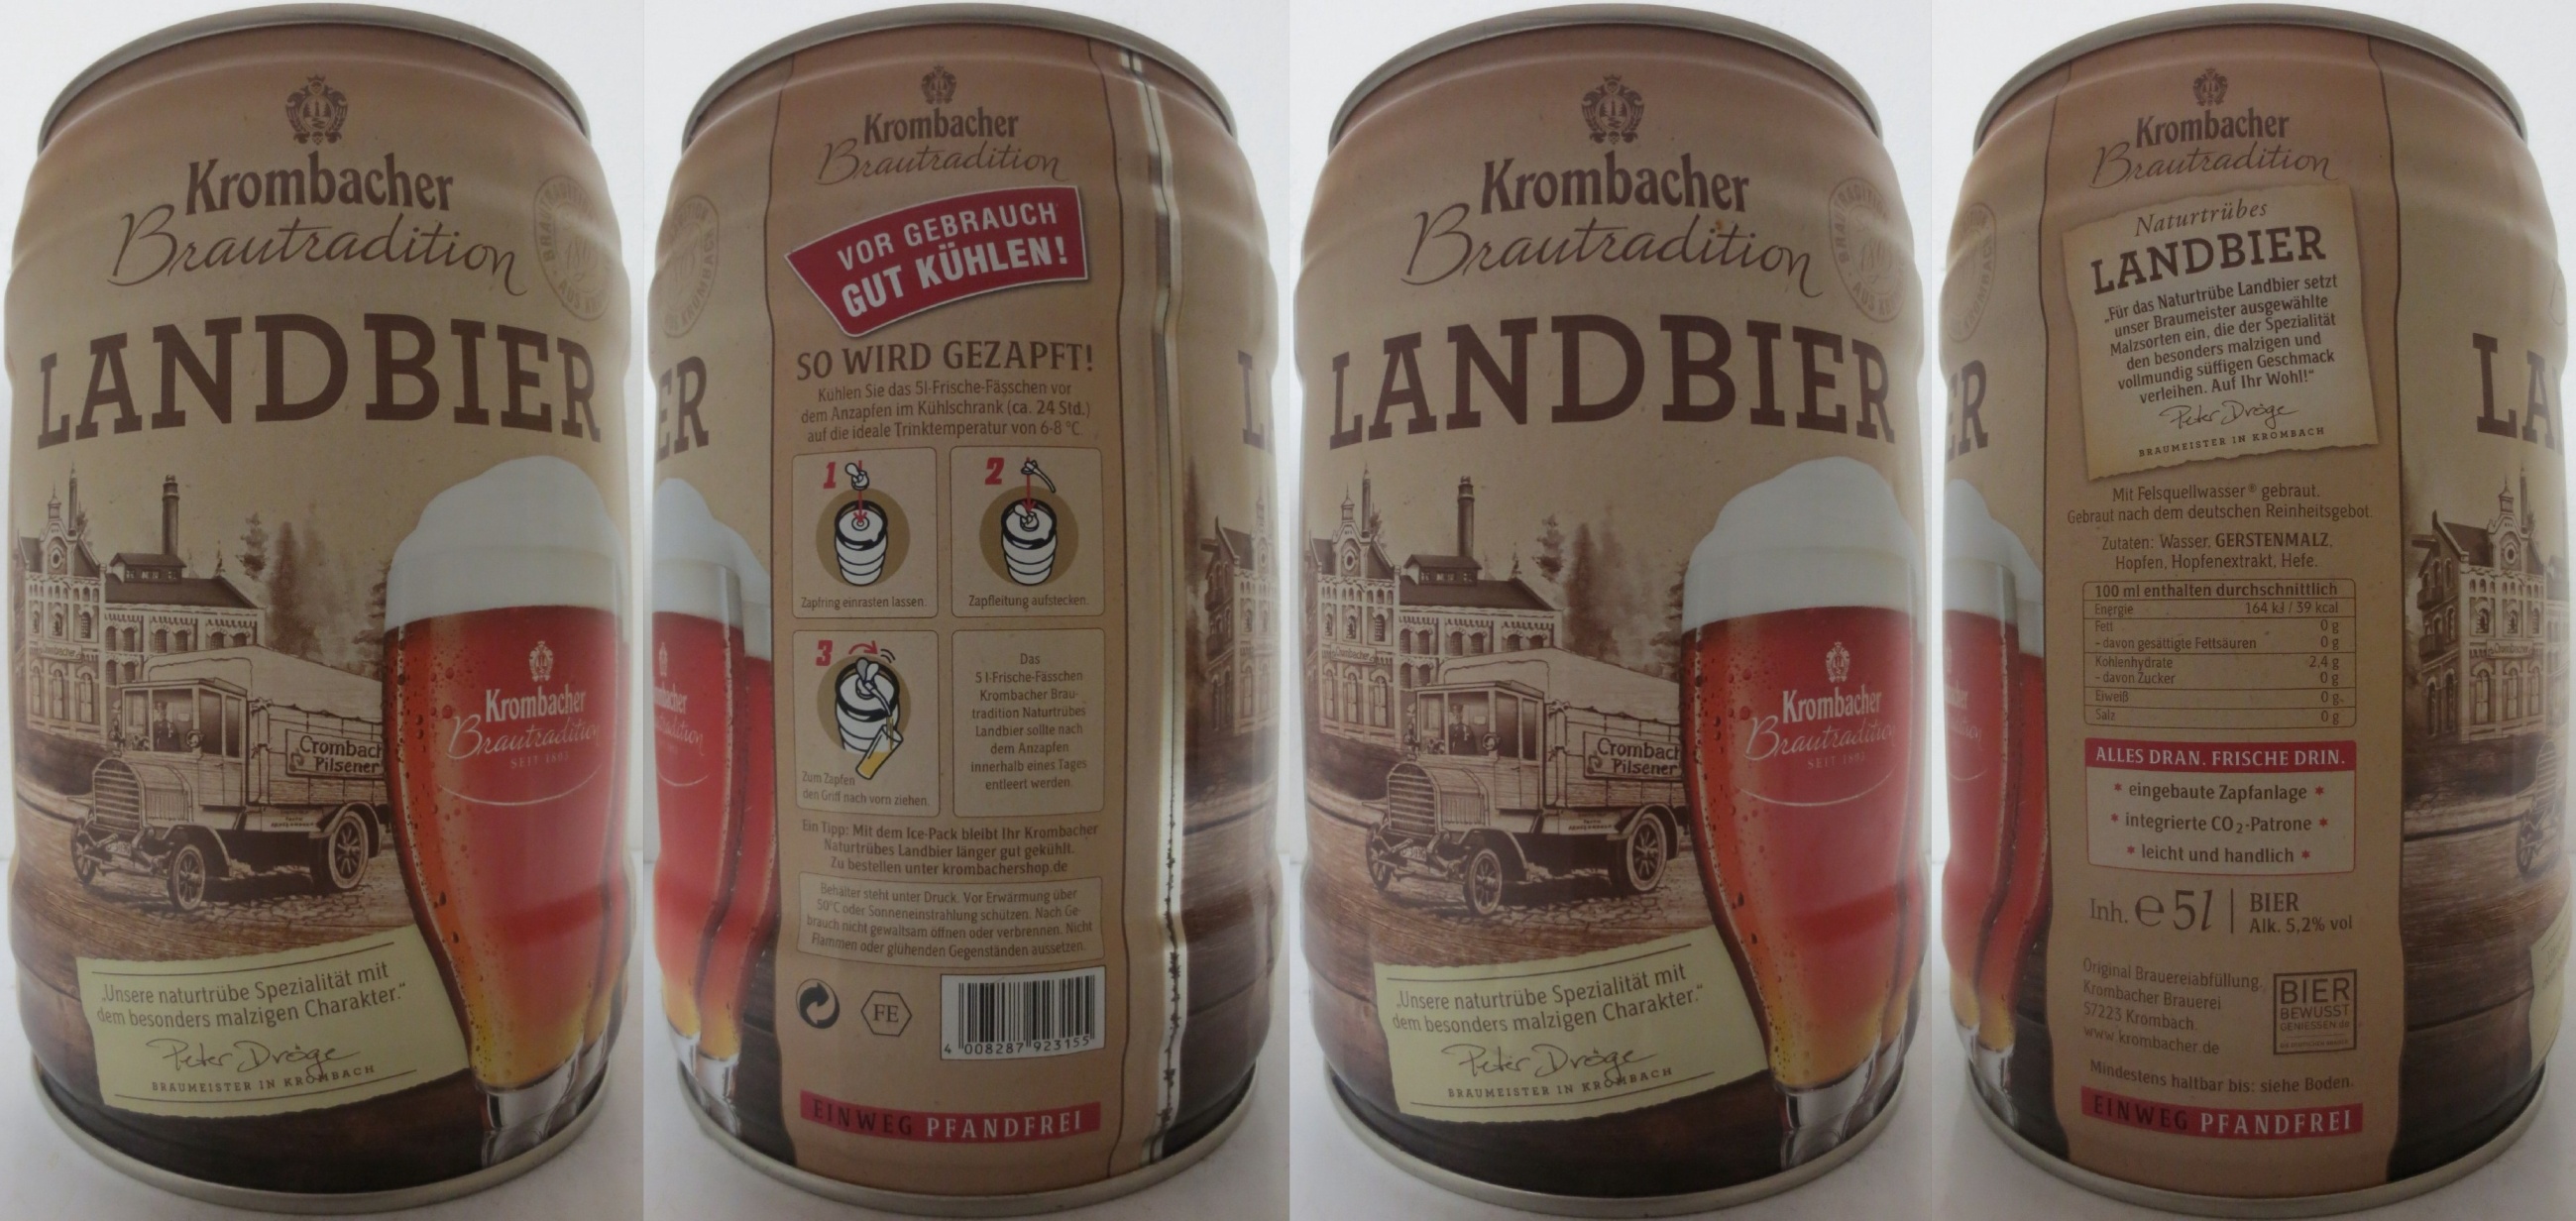 Krombacher
Brautradition
LANDBIER
Krombacher
Brautradition
SEIT 1803
Crombach
Pilsener
„Unsere naturtrübe Spezialität mit
dem besonders malzigen Charakter.“
Peter Dröge
BRAUMEISTER IN KROMBACH
ER
Krombacher
Brautradition
VOR GEBRAUCH
GUT KÜHLEN!
SO WIRD GEZAPFT!
Kühlen Sie das 5l-Frische-Fässchen vor
dem Anzapfen im Kühlschrank (ca. 24 Std.)
auf die ideale Trinktemperatur von 6-8 °C.
1
Zapfring einrasten lassen.
2
Zapfleitung aufstecken.
3
Zum Zapfen
den Griff nach vorn ziehen.
Das
5 l-Frische-Fässchen
Krombacher Brau-
tradition Naturtrübes
Landbier sollte nach
dem Anzapfen
innerhalb eines Tages
entleert werden.
Ein Tipp: Mit dem Ice-Pack bleibt Ihr Krombacher
Naturtrübes Landbier länger gut gekühlt.
Zu bestellen unter krombachershop.de
Behälter steht unter Druck. Vor Erwärmung über
50°C oder Sonneneinstrahlung schützen. Nach Ge-
brauch nicht gewaltsam öffnen oder verbrennen. Nicht
Flammen oder glühenden Gegenständen aussetzen.
FE
4 008287 923155
EINWEG PFANDFREI
Krombacher
Brautradition
LANDBIER
Krombacher
Brautradition
SEIT 1803
Crombach
Pilsener
„Unsere naturtrübe Spezialität mit
dem besonders malzigen Charakter.“
Peter Dröge
BRAUMEISTER IN KROMBACH
ER
Krombacher
Brautradition
Naturtrübes
LANDBIER
„Für das Naturtrübe Landbier setzt
unser Braumeister ausgewählte
Malzsorten ein, die der Spezialität
den besonders malzigen und
vollmundig süffigen Geschmack
verleihen. Auf Ihr Wohl!“
Peter Dröge
BRAUMEISTER IN KROMBACH
Mit Felsquellwasser® gebraut.
Gebraut nach dem deutschen Reinheitsgebot.
Zutaten: Wasser, GERSTENMALZ,
Hopfen, Hopfenextrakt, Hefe.
100 ml enthalten durchschnittlich
Energie 164 kJ / 39 kcal
Fett 0 g
- davon gesättigte Fettsäuren 0 g
Kohlenhydrate 2,4 g
- davon Zucker 0 g
Eiweiß 0 g
Salz 0 g
ALLES DRAN. FRISCHE DRIN.
* eingebaute Zapfanlage *
* integrierte CO2-Patrone *
* leicht und handlich *
Inh. e 5l
BIER
Alk. 5,2% vol
Original Brauereiabfüllung.
Krombacher Brauerei
57223 Krombach.
www.krombacher.de
BIER
BEWUSST
GENIESSEN.de
Mindestens haltbar bis: siehe Boden.
EINWEG PFANDFREI
LA